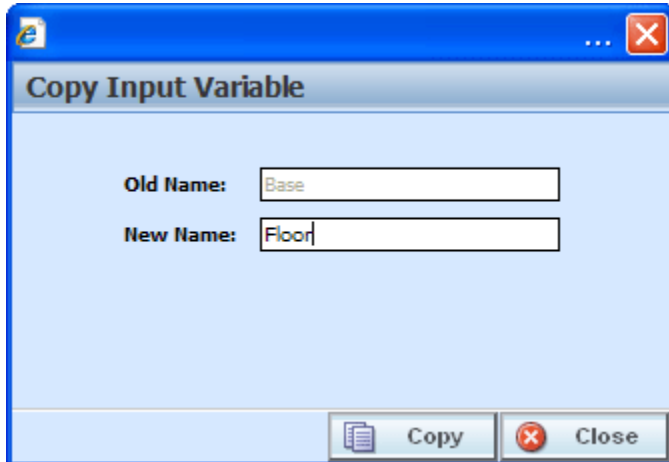 ...
Copy Input Variable
Old Name: Base
New Name: Floor
Copy Close